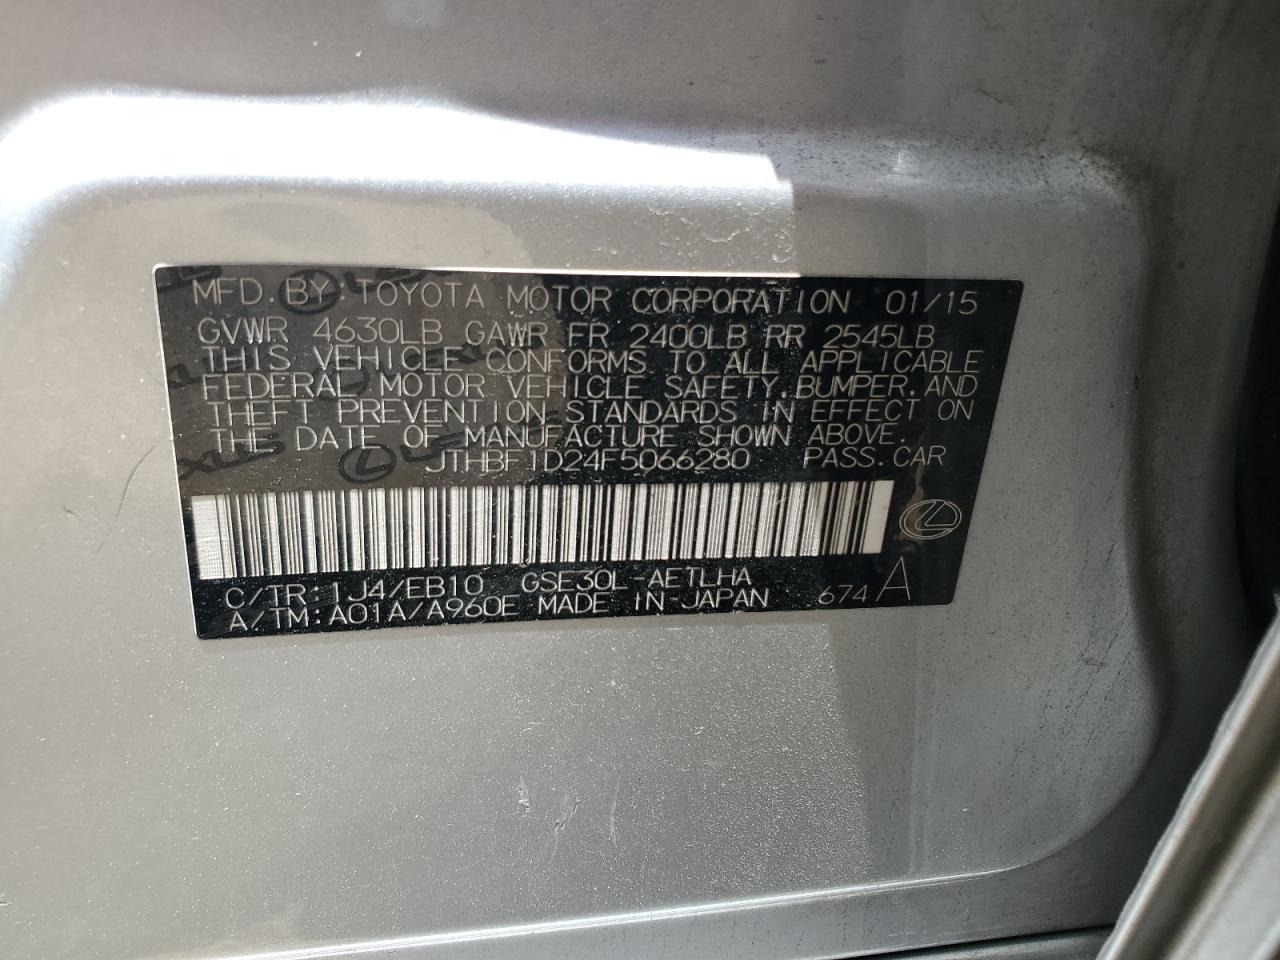 MFD. BY: TOYOTA MOTOR CORPORATION 01/15
GVWR 4630LB GAWR FR 2400LB RR 2545LB
THIS VEHICLE CONFORMS TO ALL APPLICABLE
FEDERAL MOTOR VEHICLE SAFETY, BUMPER, AND
THEFT PREVENTION STANDARDS IN EFFECT ON
THE DATE OF MANUFACTURE SHOWN ABOVE.
JTHBF1D24F5066280 PASS. CAR
C/TR: 1J4/EB10 GSE30L-AETLHA
A/TM: A01A/A960E MADE IN JAPAN 674A